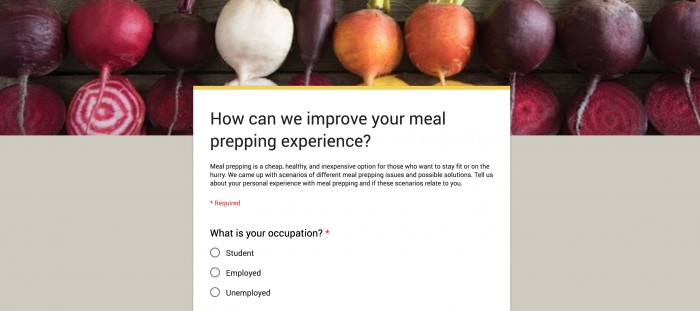 How can we improve your meal
prepping experience?
Meal prepping is a cheap, healthy, and inexpensive option for those who want to stay fit or on the
hurry. We came up with scenarios of different meal prepping issues and possible solutions. Tell us
about your personal experience with meal prepping and if these scenarios relate to you.
* Required
What is your occupation? *
Student
Employed
Unemployed